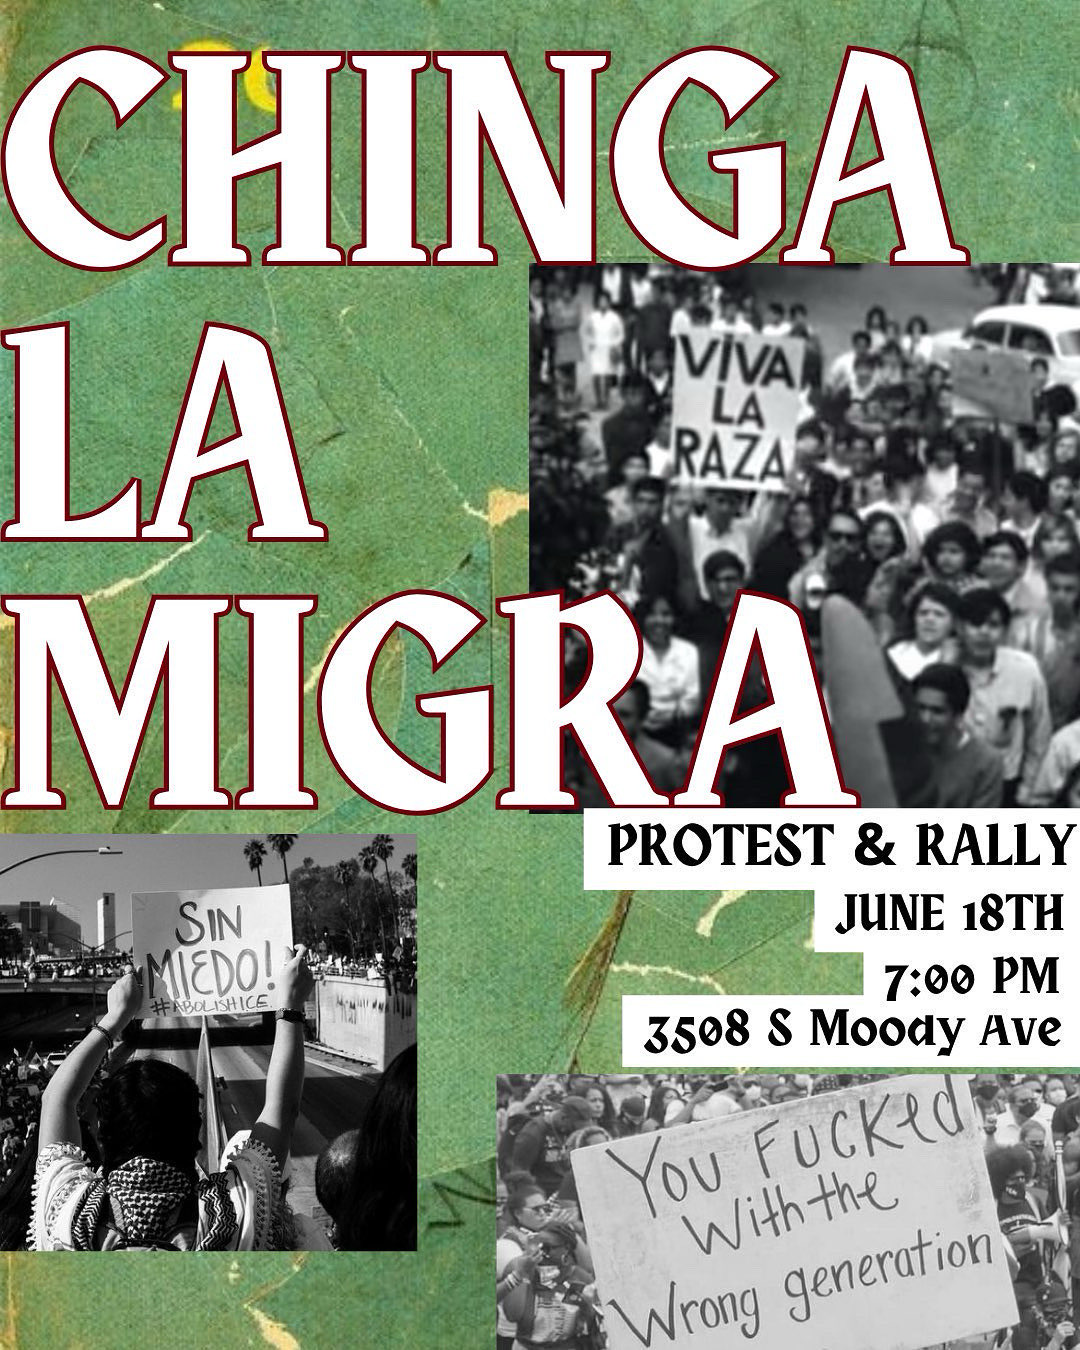 CHINGA
LA
MIGRA
VIVA
LA
RAZA
PROTEST & RALLY
JUNE 18TH
7:00 PM
3508 S Moody Ave
SIN
MIEDO!
#ABOLISHICE.
You FUCKed
With the
Wrong generation